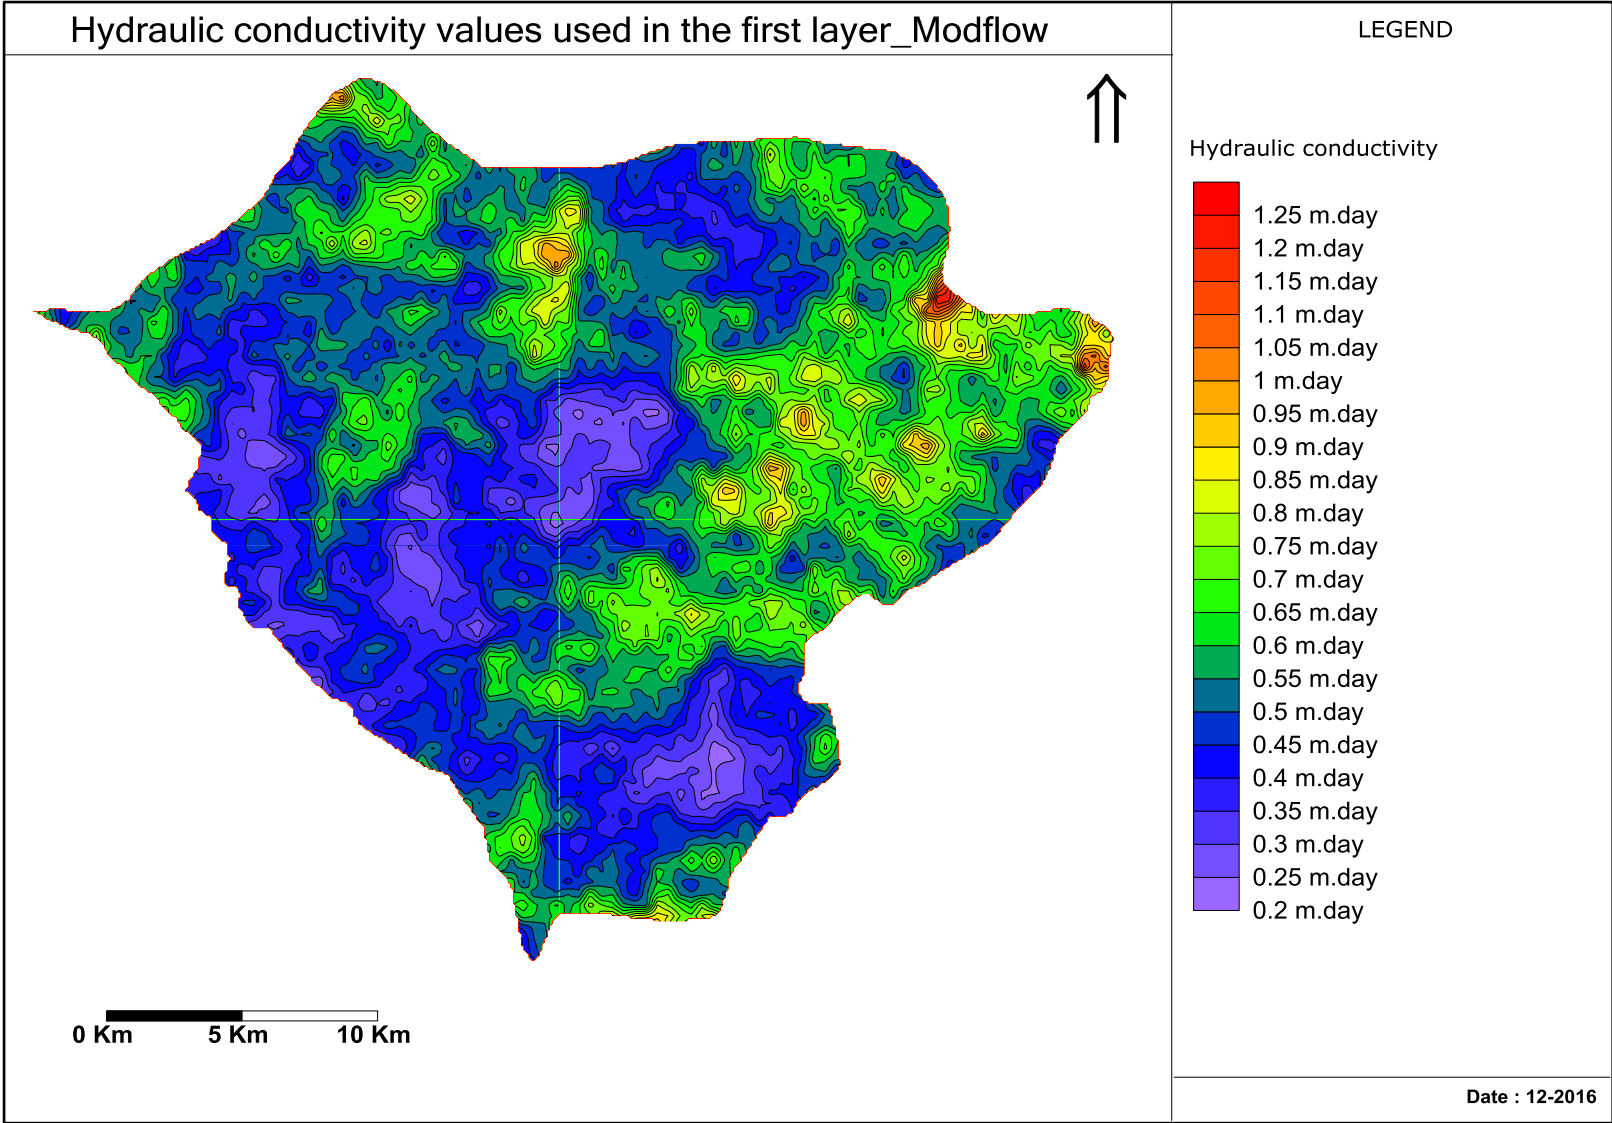 Hydraulic conductivity values used in the first layer_Modflow
LEGEND
Hydraulic conductivity
1.25 m.day
1.2 m.day
1.15 m.day
1.1 m.day
1.05 m.day
1 m.day
0.95 m.day
0.9 m.day
0.85 m.day
0.8 m.day
0.75 m.day
0.7 m.day
0.65 m.day
0.6 m.day
0.55 m.day
0.5 m.day
0.45 m.day
0.4 m.day
0.35 m.day
0.3 m.day
0.25 m.day
0.2 m.day
0 Km 5 Km 10 Km
Date : 12-2016